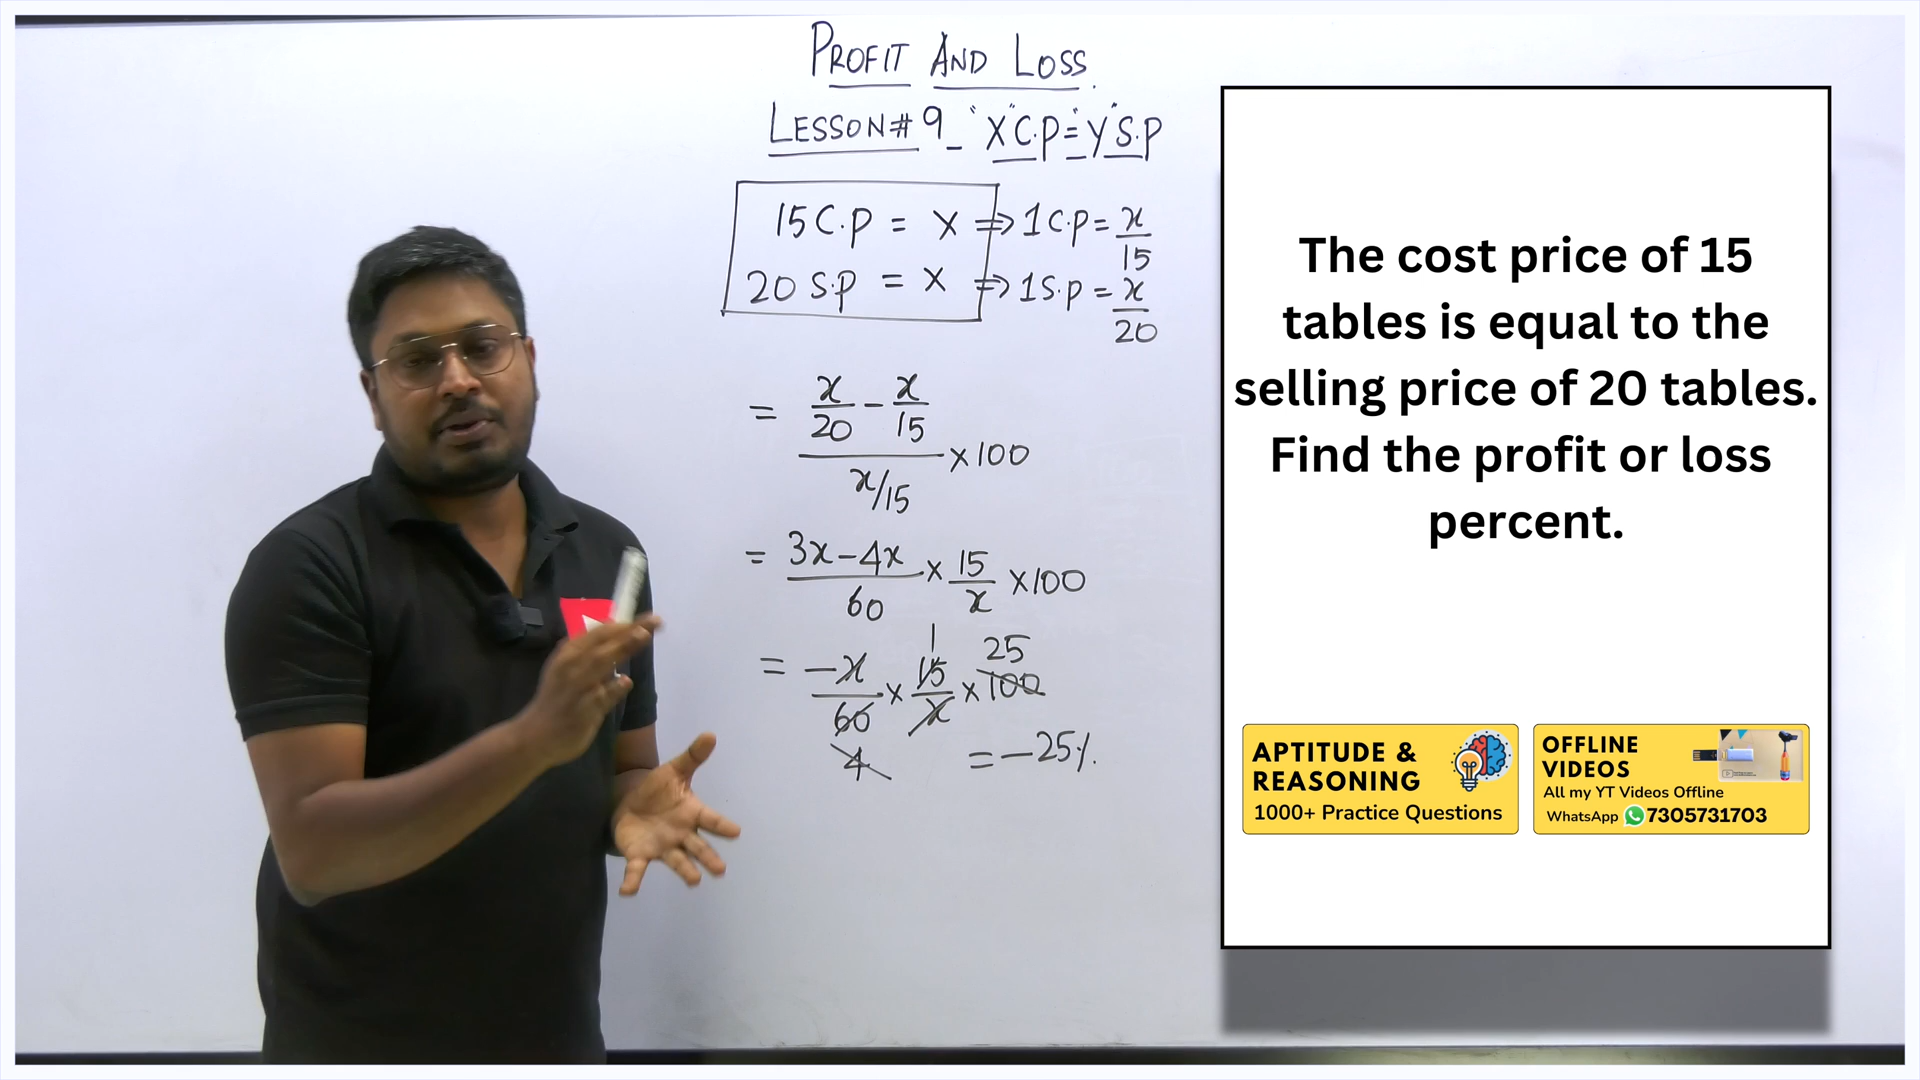 PROFIT AND LOSS.
LESSON# 9_ "X"C.P="Y"S.P
15 C.P = X ⇒ 1 C.P = x/15
20 S.P = X ⇒ 1 S.P = x/20
= (x/20 - x/15) / (x/15) ×100
= (3x-4x)/60 × 15/x ×100
1 25
= -x/60 × 15/x ×100
4 = -25%.
The cost price of 15
tables is equal to the
selling price of 20 tables.
Find the profit or loss
percent.
APTITUDE &
REASONING
1000+ Practice Questions
OFFLINE
VIDEOS
All my YT Videos Offline
WhatsApp 7305731703